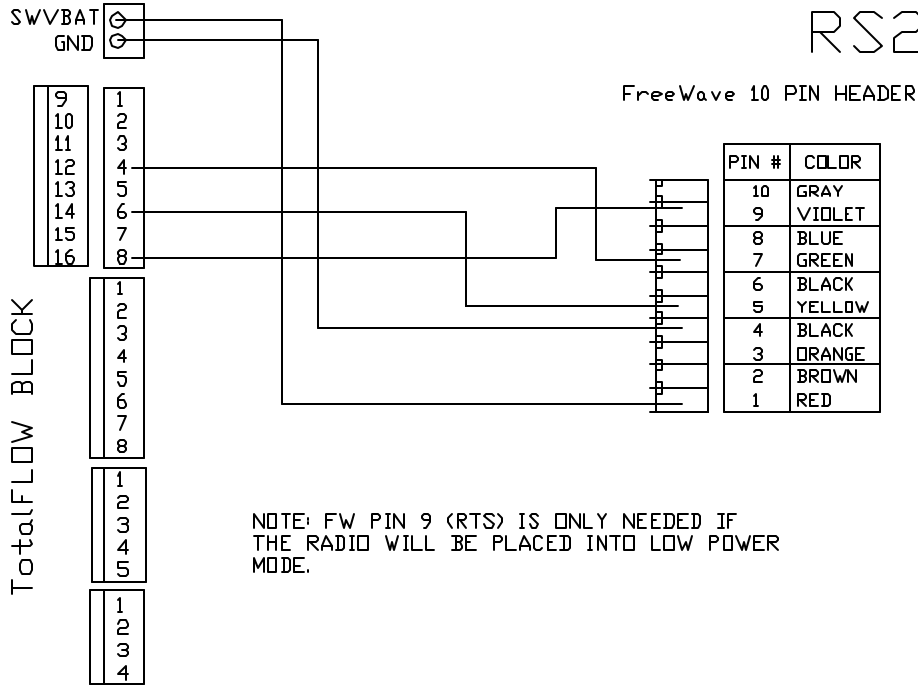 SWVBAT
GND
RS2
FreeWave 10 PIN HEADER
9
10
11
12
13
14
15
16
1
2
3
4
5
6
7
8
1
2
3
4
5
6
7
8
1
2
3
4
5
1
2
3
4
TotalFLOW BLOCK
PIN # COLOR
10 GRAY
9 VIOLET
8 BLUE
7 GREEN
6 BLACK
5 YELLOW
4 BLACK
3 ORANGE
2 BROWN
1 RED
NOTE: FW PIN 9 (RTS) IS ONLY NEEDED IF
THE RADIO WILL BE PLACED INTO LOW POWER
MODE.